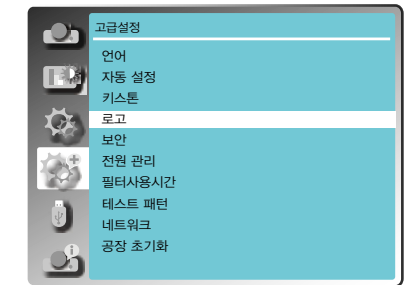 고급설정
언어
자동 설정
키스톤
로고
보안
전원 관리
필터사용시간
테스트 패턴
네트워크
공장 초기화